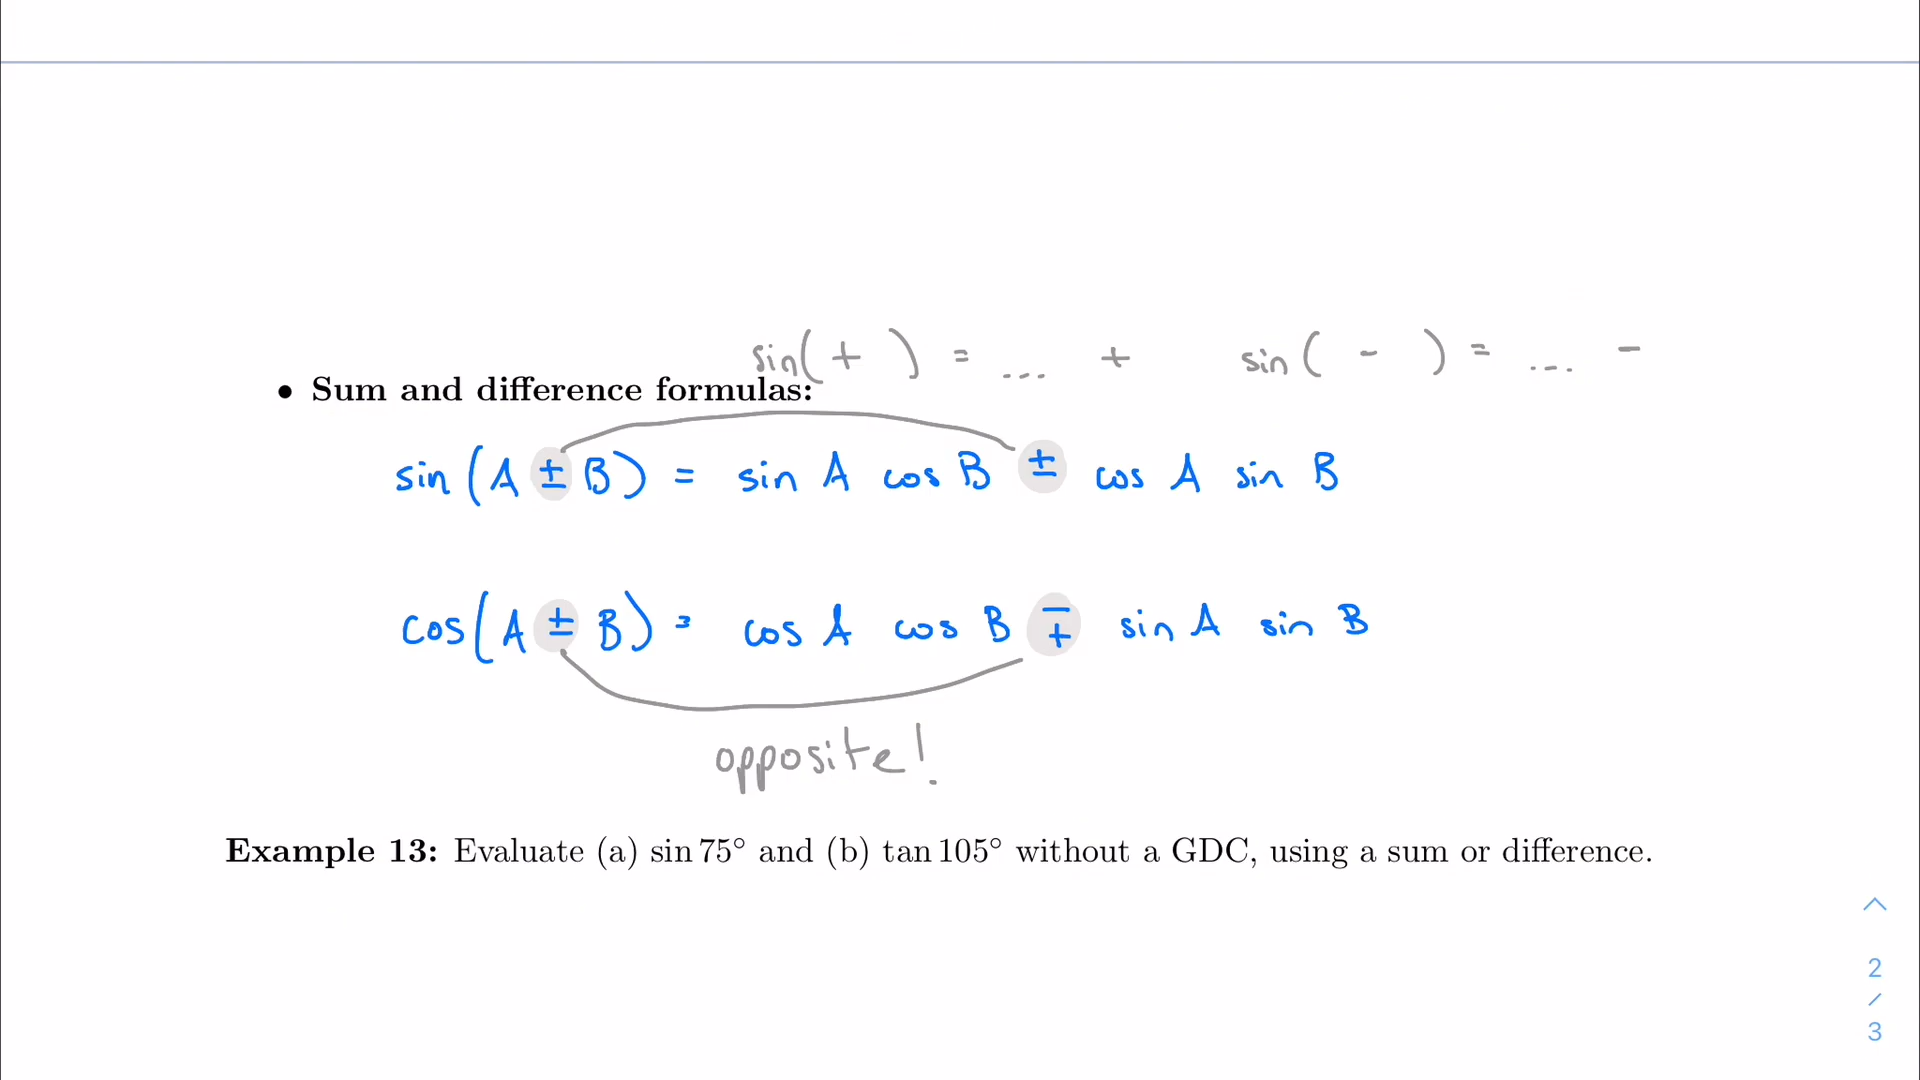 sin( + ) = ... + sin( - ) = ... -
• Sum and difference formulas:
sin(A ± B) = sin A cos B ± cos A sin B
cos(A ± B) = cos A cos B ∓ sin A sin B
opposite!
Example 13: Evaluate (a) sin 75° and (b) tan 105° without a GDC, using a sum or difference.
2
/
3